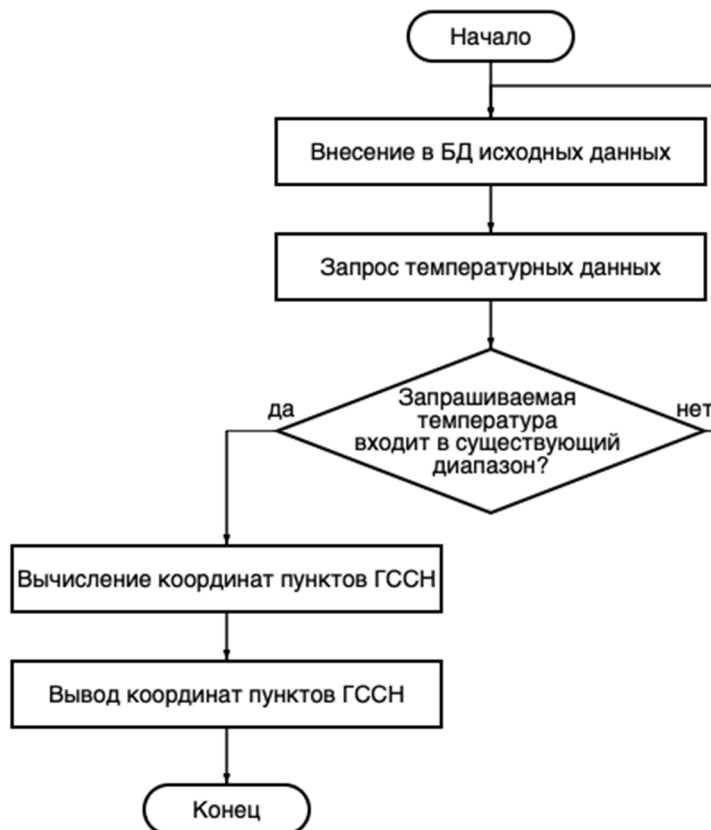 Начало
Внесение в БД исходных данных
Запрос температурных данных
Запрашиваемая
температура
входит в существующий
диапазон?
да
нет
Вычисление координат пунктов ГССН
Вывод координат пунктов ГССН
Конец